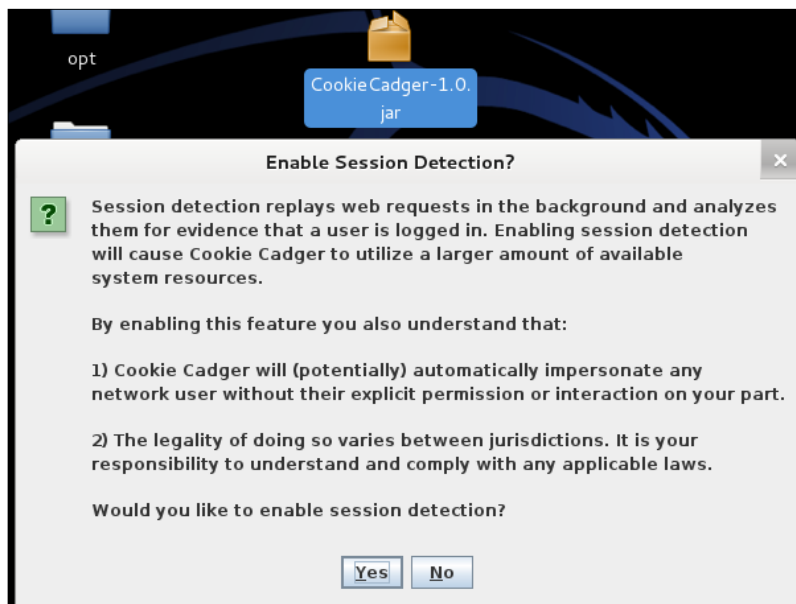 opt
CookieCadger-1.0.
jar
Enable Session Detection?
Session detection replays web requests in the background and analyzes
them for evidence that a user is logged in. Enabling session detection
will cause Cookie Cadger to utilize a larger amount of available
system resources.
By enabling this feature you also understand that:
1) Cookie Cadger will (potentially) automatically impersonate any
network user without their explicit permission or interaction on your part.
2) The legality of doing so varies between jurisdictions. It is your
responsibility to understand and comply with any applicable laws.
Would you like to enable session detection?
Yes No